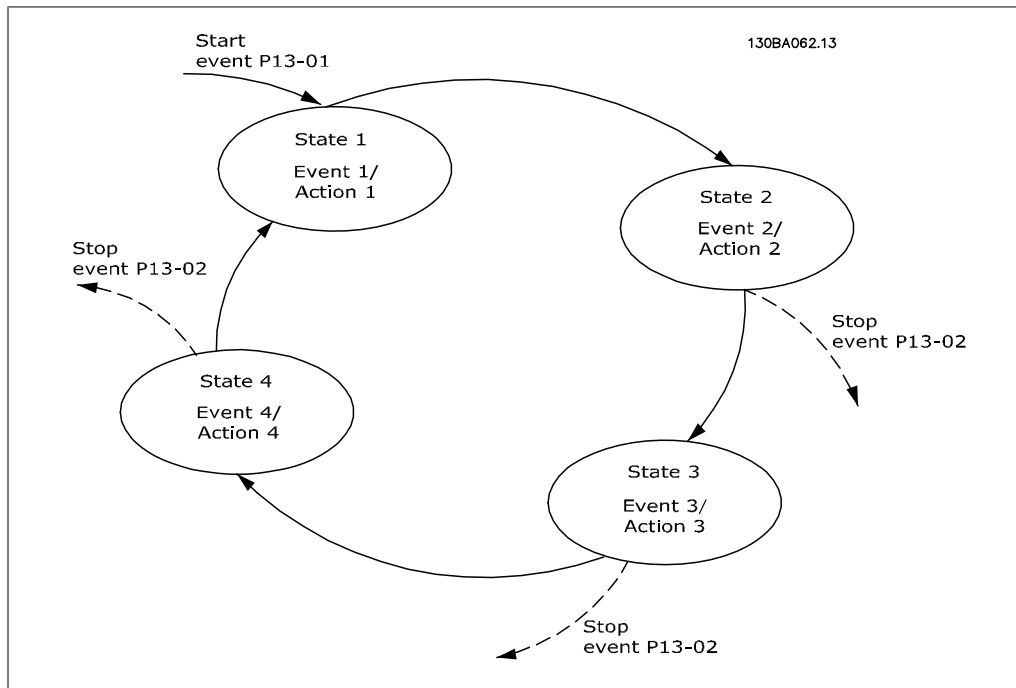 Start
event P13-01
130BA062.13
State 1
Event 1/
Action 1
State 2
Event 2/
Action 2
Stop
event P13-02
Stop
event P13-02
State 4
Event 4/
Action 4
State 3
Event 3/
Action 3
Stop
event P13-02